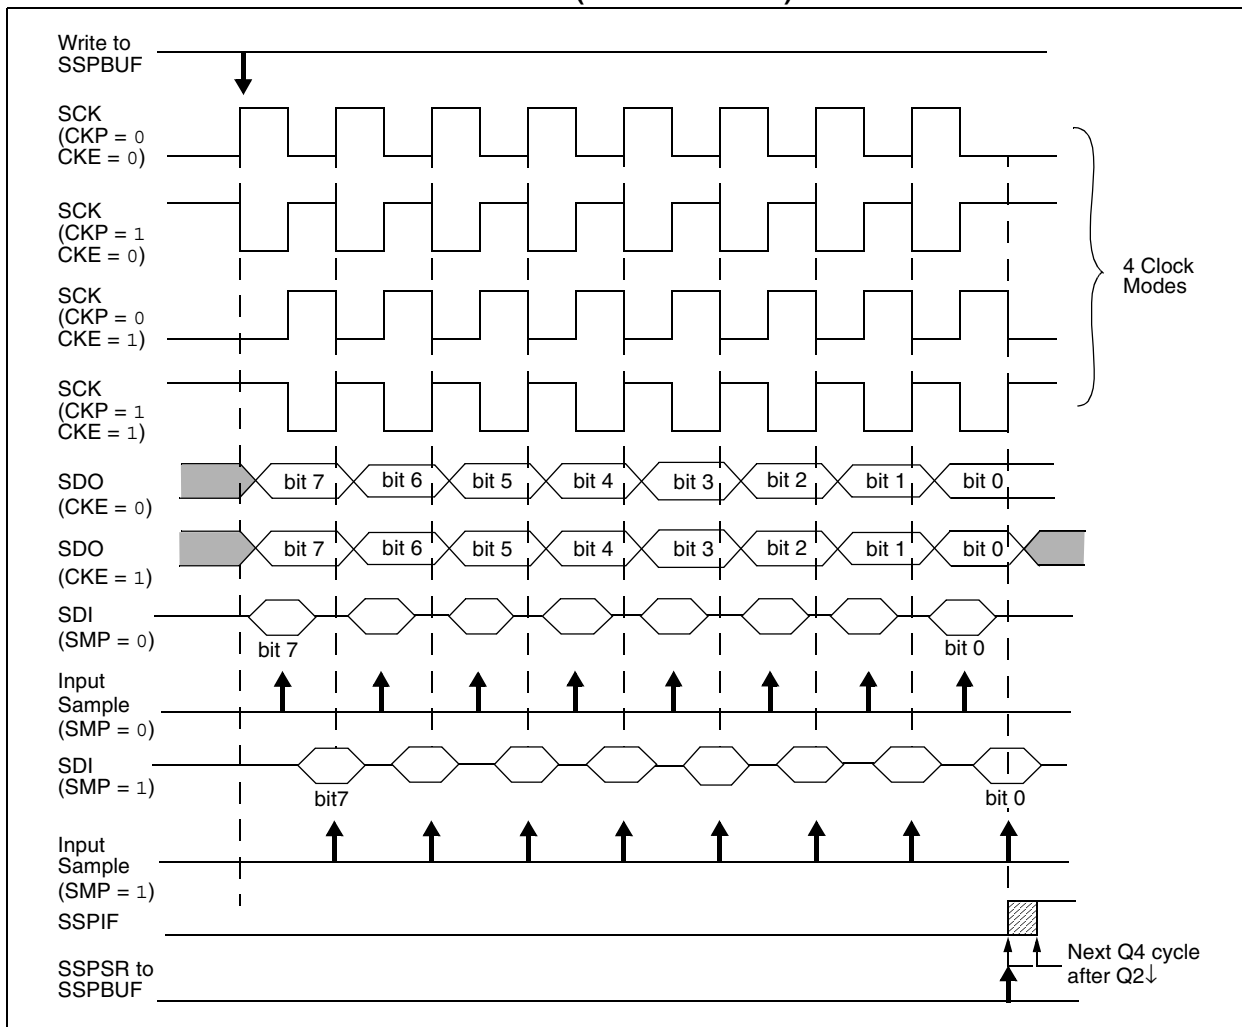 Write to
SSPBUF
SCK
(CKP = 0
CKE = 0)
SCK
(CKP = 1
CKE = 0)
4 Clock
Modes
SCK
(CKP = 0
CKE = 1)
SCK
(CKP = 1
CKE = 1)
SDO
(CKE = 0)
bit 7 bit 6 bit 5 bit 4 bit 3 bit 2 bit 1 bit 0
SDO
(CKE = 1)
bit 7 bit 6 bit 5 bit 4 bit 3 bit 2 bit 1 bit 0
SDI
(SMP = 0)
bit 7 bit 0
Input
Sample
(SMP = 0)
SDI
(SMP = 1)
bit7 bit 0
Input
Sample
(SMP = 1)
SSPIF
Next Q4 cycle
after Q2↓
SSPSR to
SSPBUF